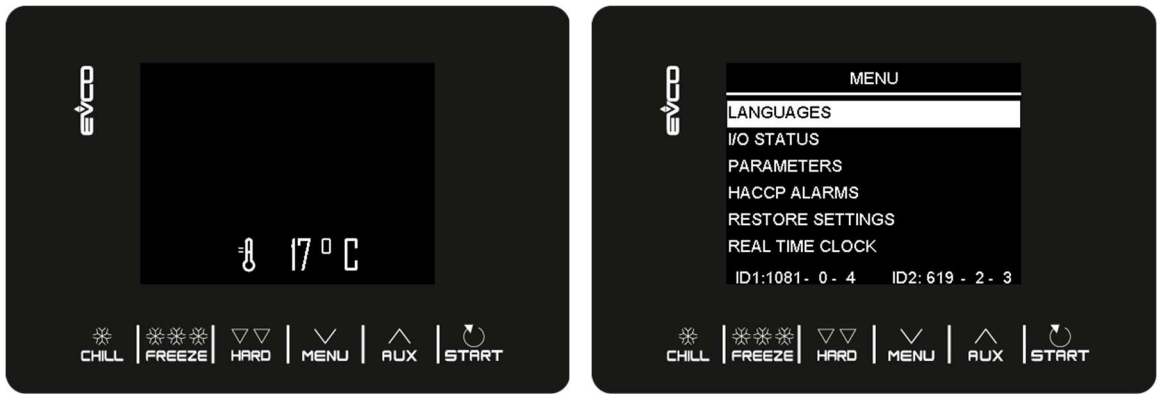 EVCO
17°C
CHILL FREEZE HARD MENU AUX START
EVCO
MENU
LANGUAGES
I/O STATUS
PARAMETERS
HACCP ALARMS
RESTORE SETTINGS
REAL TIME CLOCK
ID1:1081- 0- 4 ID2: 619 - 2- 3
CHILL FREEZE HARD MENU AUX START